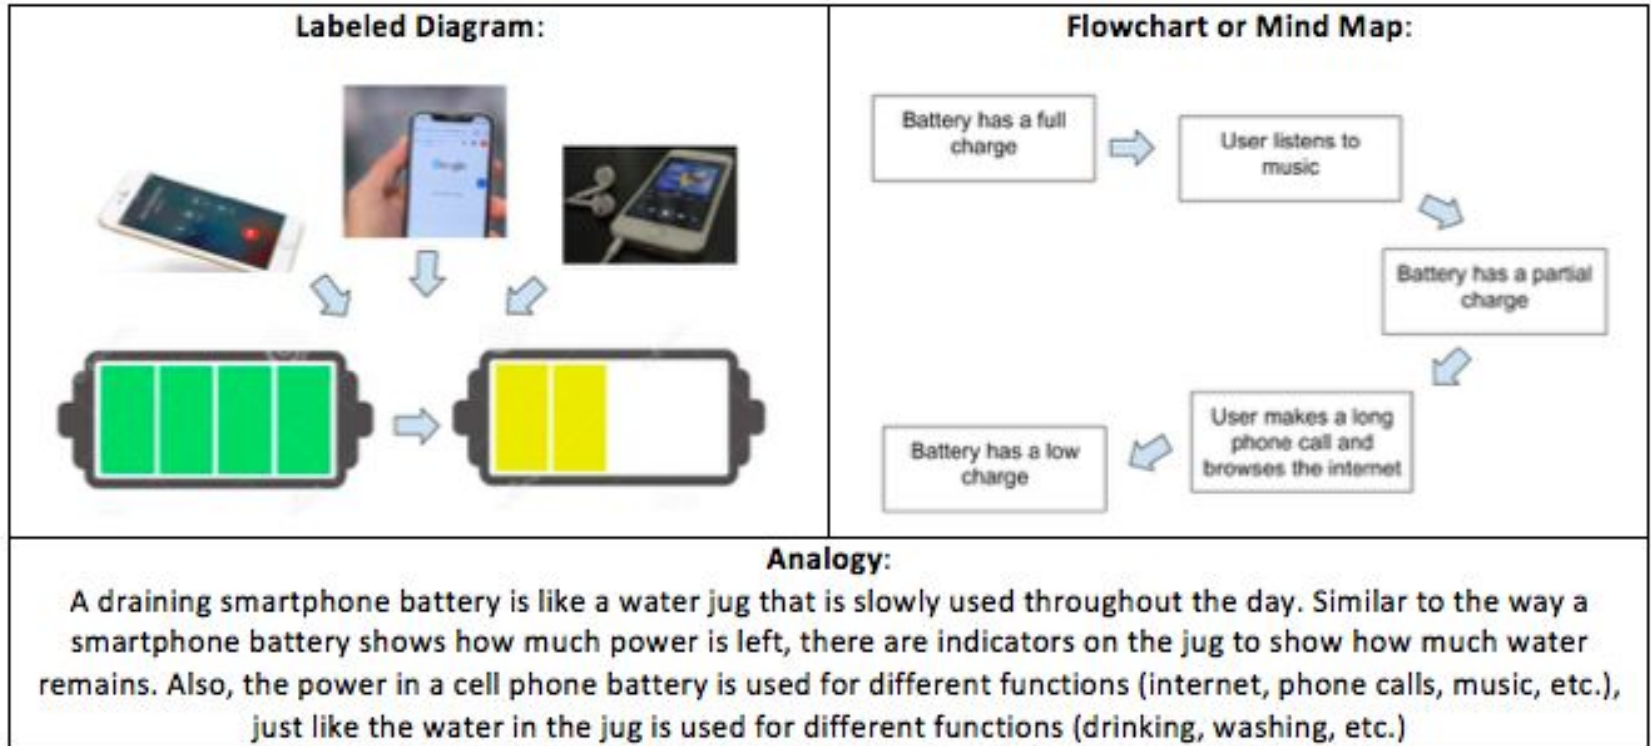 Labeled Diagram:
Google
Flowchart or Mind Map:
Battery has a full
charge
User listens to
music
Battery has a partial
charge
User makes a long
phone call and
browses the internet
Battery has a low
charge
Analogy:
A draining smartphone battery is like a water jug that is slowly used throughout the day. Similar to the way a
smartphone battery shows how much power is left, there are indicators on the jug to show how much water
remains. Also, the power in a cell phone battery is used for different functions (internet, phone calls, music, etc.),
just like the water in the jug is used for different functions (drinking, washing, etc.)